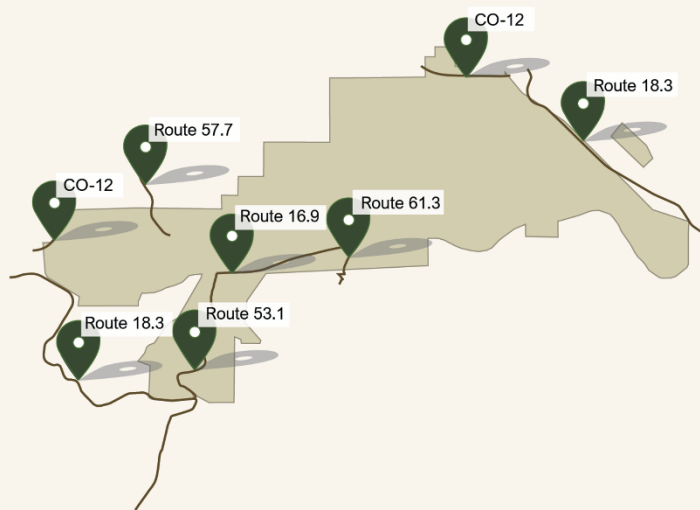 CO-12
Route 18.3
Route 57.7
CO-12
Route 61.3
Route 16.9
Route 53.1
Route 18.3